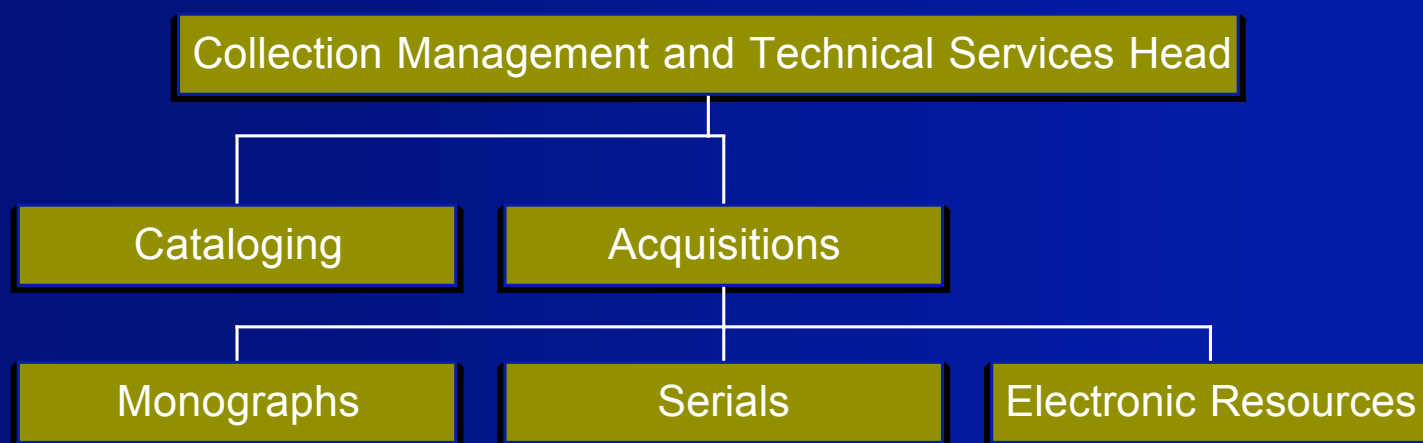 Collection Management and Technical Services Head
Cataloging
Acquisitions
Monographs
Serials
Electronic Resources